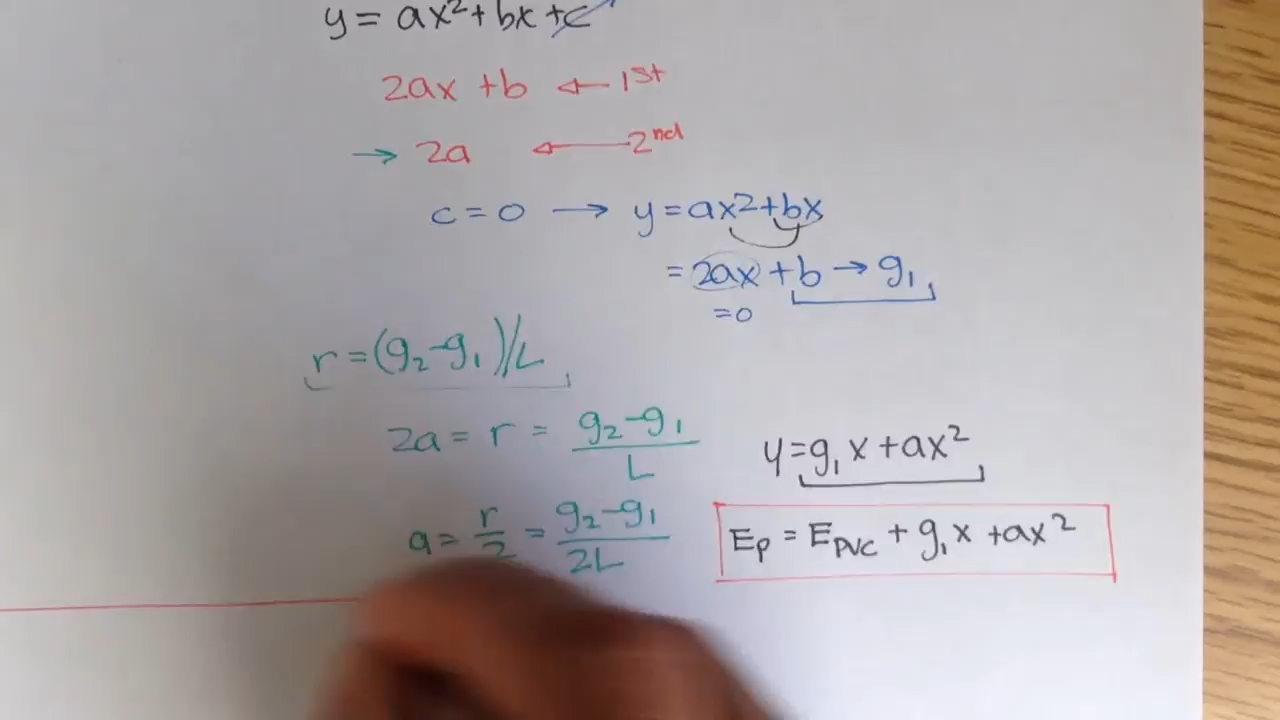 y = ax²+ bx + c
2ax + b ← 1st
→ 2a ← 2nd
c = 0 → y = ax²+bx
= 2ax + b → g₁
= 0
r = (g₂-g₁)/L
2a = r = g₂-g₁ / L
y = g₁x + ax²
a = r/2 = g₂-g₁ / 2L
Ep = EPVC + g₁x + ax²